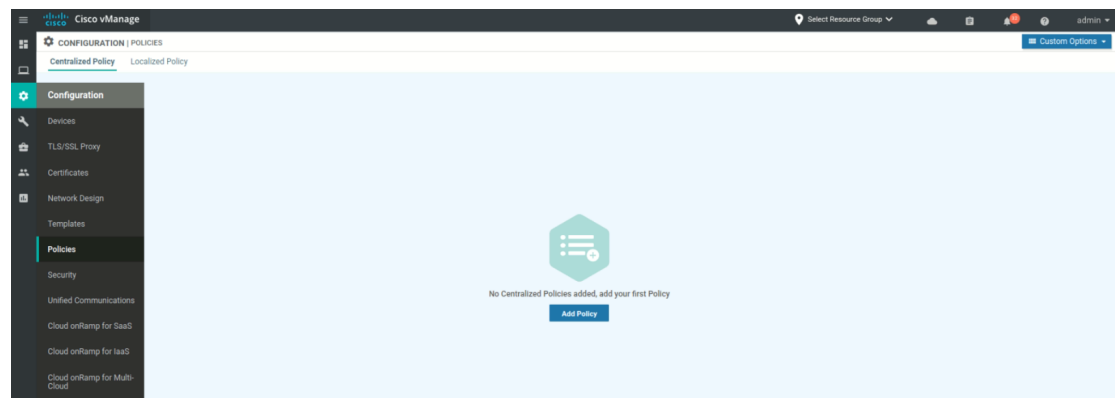 CISCO Cisco vManage Select Resource Group admin
CONFIGURATION | POLICIES Custom Options
Centralized Policy Localized Policy
Configuration
Devices
TLS/SSL Proxy
Certificates
Network Design
Templates
Policies
Security
Unified Communications
Cloud onRamp for SaaS
Cloud onRamp for IaaS
Cloud onRamp for Multi-
Cloud
No Centralized Policies added, add your first Policy
Add Policy